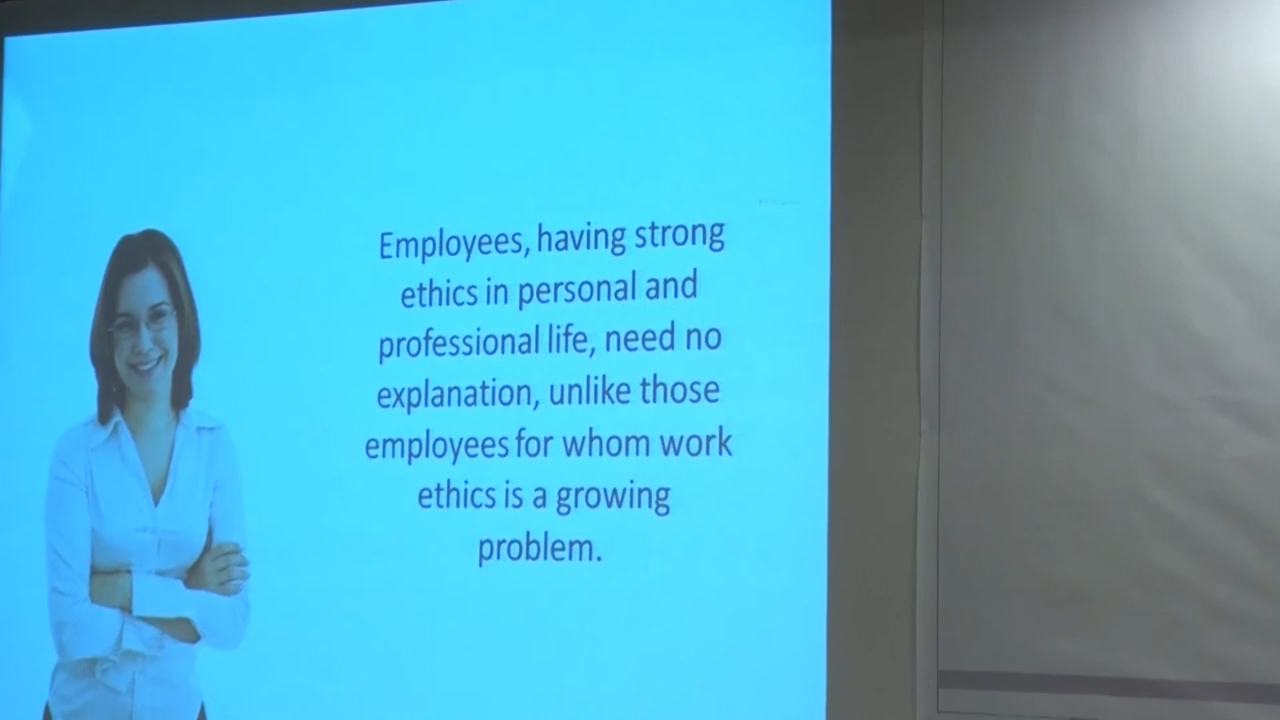 Employees, having strong
ethics in personal and
professional life, need no
explanation, unlike those
employees for whom work
ethics is a growing
problem.